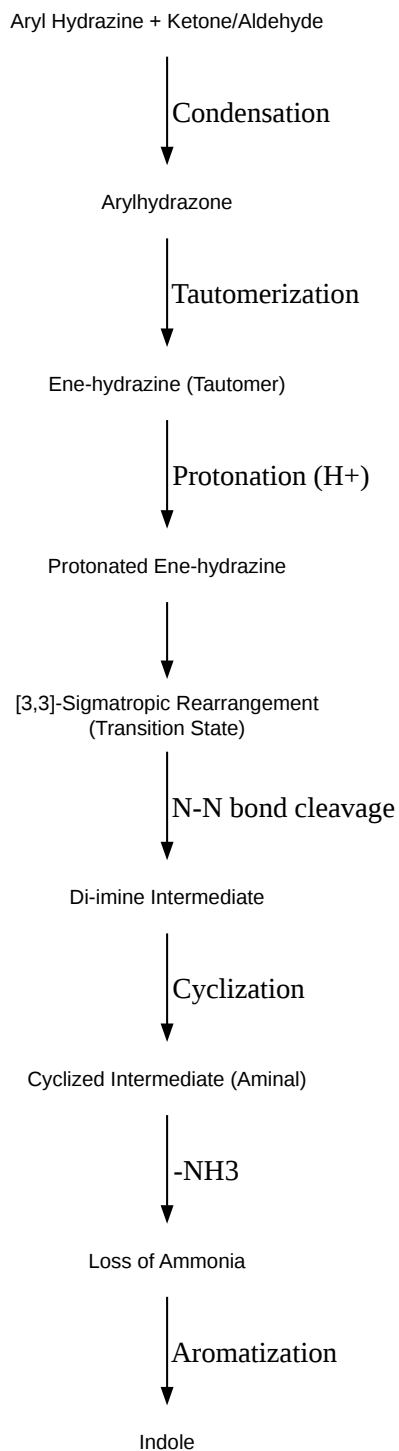 Aryl Hydrazine + Ketone/Aldehyde
Condensation
Arylhydrazone
Tautomerization
Ene-hydrazine (Tautomer)
Protonation (H+)
Protonated Ene-hydrazine
[3,3]-Sigmatropic Rearrangement
(Transition State)
N-N bond cleavage
Di-imine Intermediate
Cyclization
Cyclized Intermediate (Aminal)
-NH3
Loss of Ammonia
Aromatization
Indole